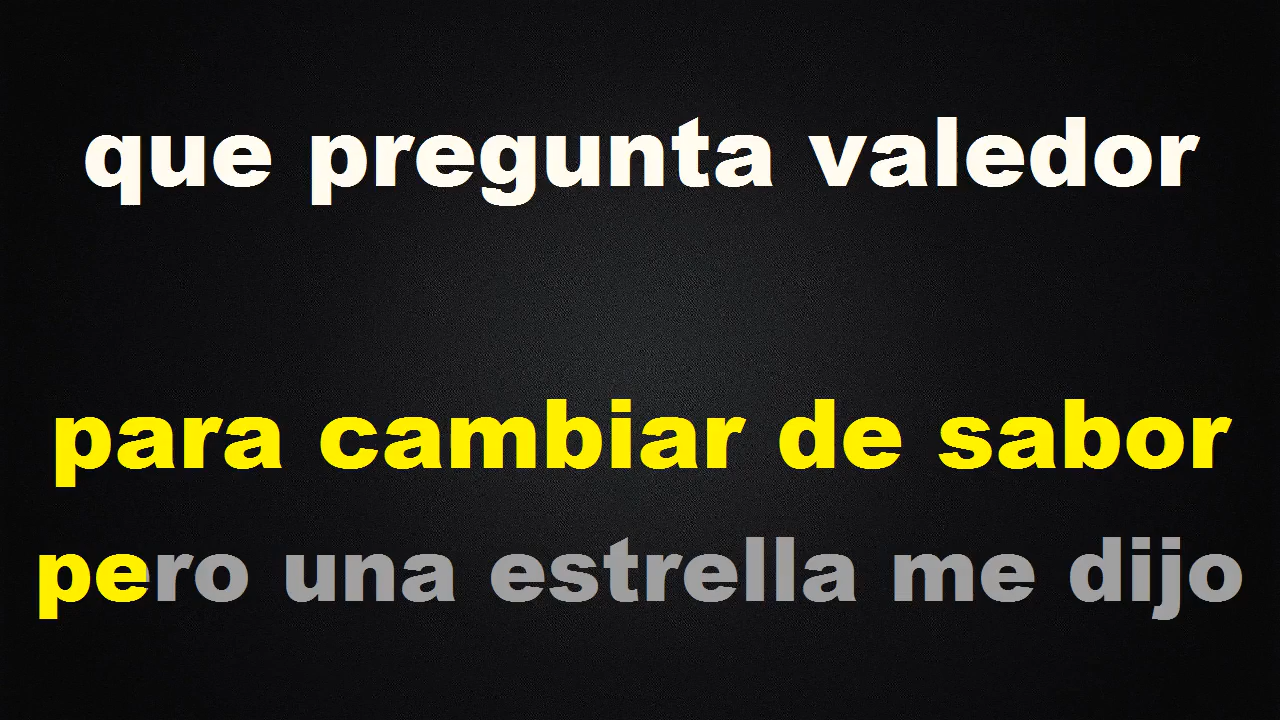 que pregunta valedor
para cambiar de sabor
pero una estrella me dijo